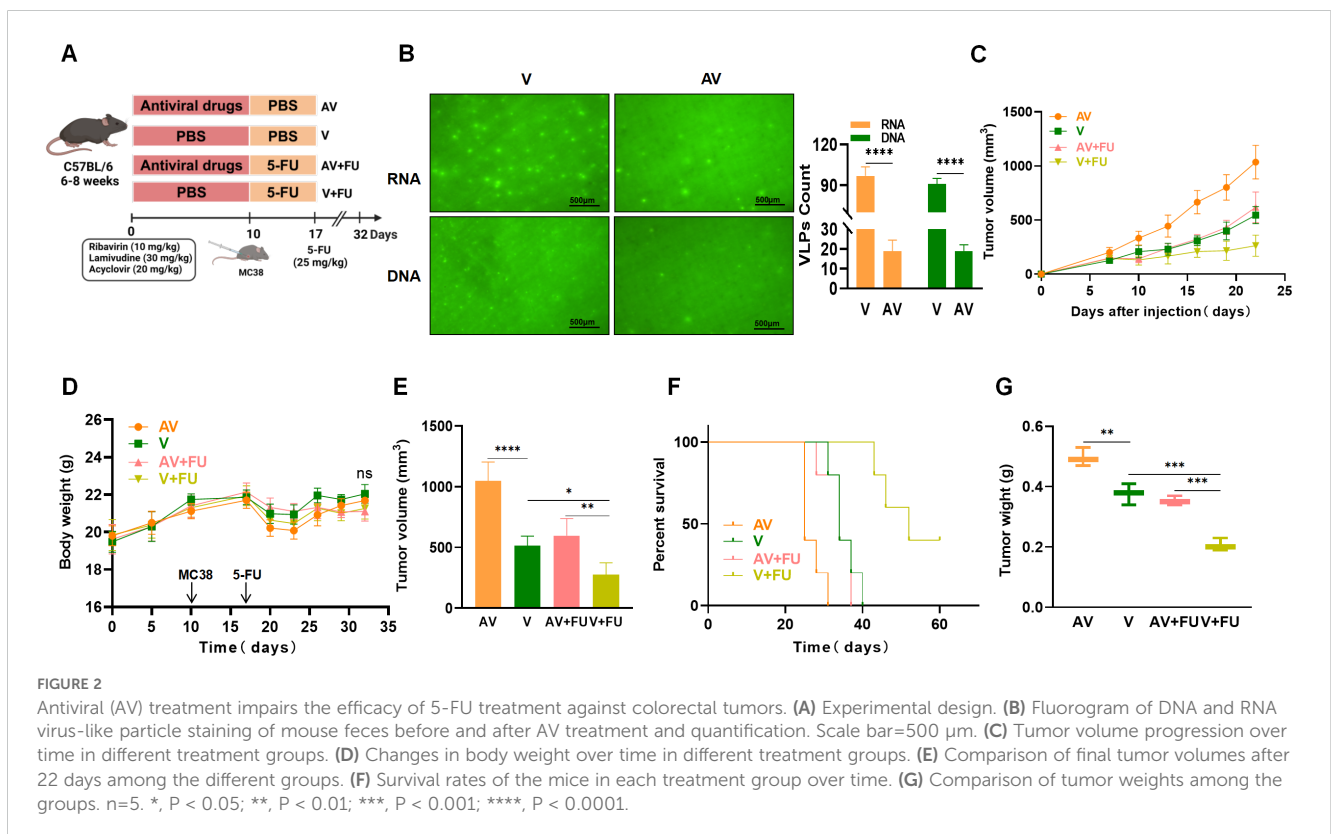 A
Antiviral drugs PBS AV
PBS PBS V
Antiviral drugs 5-FU AV+FU
PBS 5-FU V+FU
C57BL/6
6-8 weeks
0 10 17 32 Days
Ribavirin (10 mg/kg)
Lamivudine (30 mg/kg)
Acyclovir (20 mg/kg)
MC38
5-FU
(25 mg/kg)
B
V AV
RNA
500μm 500μm
DNA
500μm 500μm
RNA
DNA
**** ****
120
90
30
20
10
0
VLPs Count
V AV V AV
C
1500
1000
500
0
Tumor volume (mm³)
AV
V
AV+FU
V+FU
0 5 10 15 20 25
Days after injection( days)
D
26
24
22
20
18
16
Body weight (g)
AV
V
AV+FU
V+FU
ns
MC38 5-FU
0 5 10 15 20 25 30 35
Time( days)
E
1500
1000
500
0
Tumor volume (mm³)
****
*
**
AV V AV+FU V+FU
F
100
50
0
Percent survival
AV
V
AV+FU
V+FU
0 20 40 60
Time( days)
G
0.6
0.4
0.2
0.0
Tumor wight (g)
**
***
***
AV V AV+FU V+FU
FIGURE 2
Antiviral (AV) treatment impairs the efficacy of 5-FU treatment against colorectal tumors. (A) Experimental design. (B) Fluorogram of DNA and RNA
virus-like particle staining of mouse feces before and after AV treatment and quantification. Scale bar=500 μm. (C) Tumor volume progression over
time in different treatment groups. (D) Changes in body weight over time in different treatment groups. (E) Comparison of final tumor volumes after
22 days among the different groups. (F) Survival rates of the mice in each treatment group over time. (G) Comparison of tumor weights among the
groups. n=5. *, P < 0.05; **, P < 0.01; ***, P < 0.001; ****, P < 0.0001.